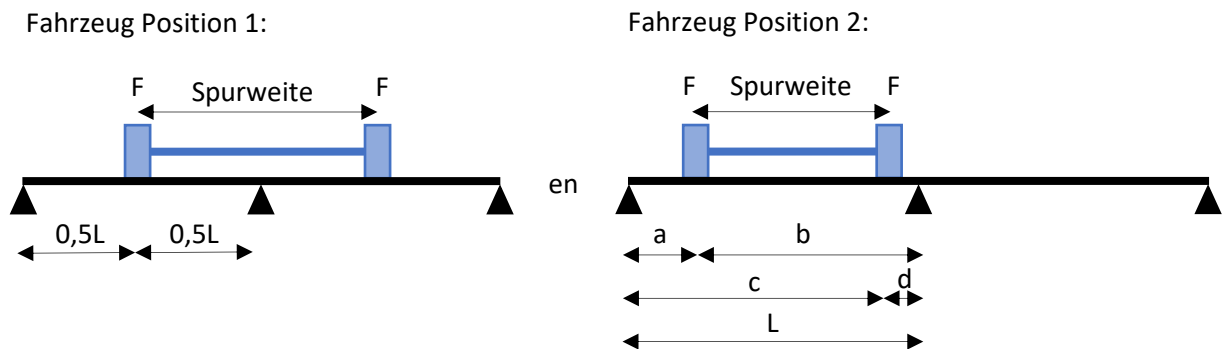 Fahrzeug Position 1:
F
Spurweite
F
en
0,5L
0,5L
Fahrzeug Position 2:
F
Spurweite
F
a
b
c
d
L